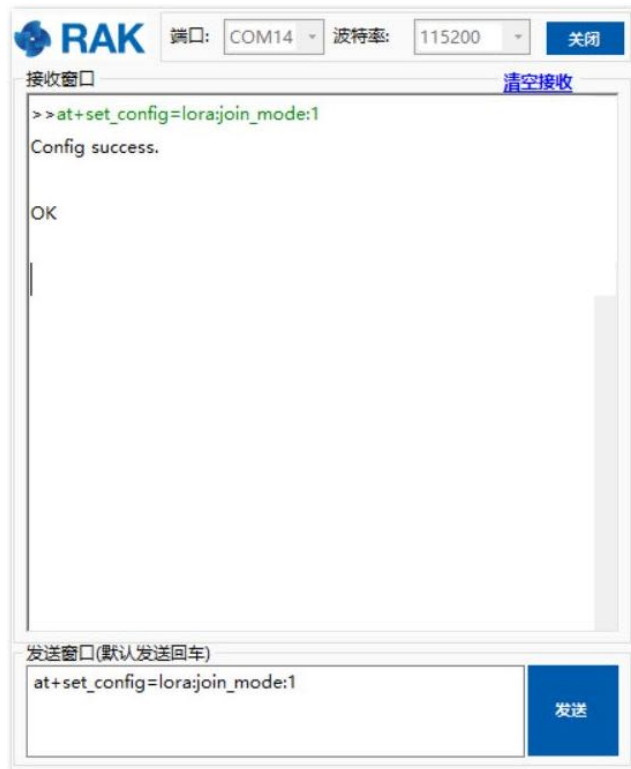 RAK 端口: COM14 波特率: 115200 关闭
接收窗口 清空接收
>>at+set_config=lora:join_mode:1
Config success.
OK
发送窗口(默认发送回车)
at+set_config=lora:join_mode:1
发送